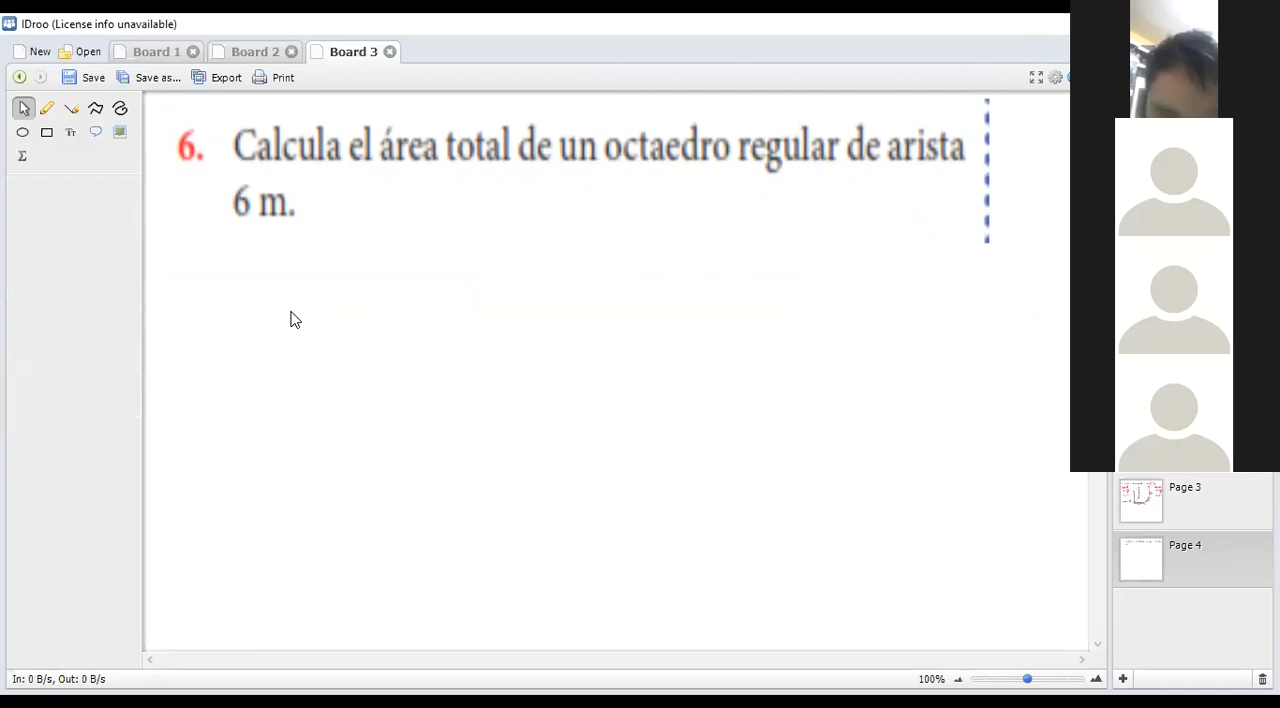 IDroo (License info unavailable)
New Open Board 1 Board 2 Board 3
Save Save as... Export Print
6. Calcula el área total de un octaedro regular de arista
6 m.
Tt
Σ
Page 3
Page 4
In: 0 B/s, Out: 0 B/s
100%